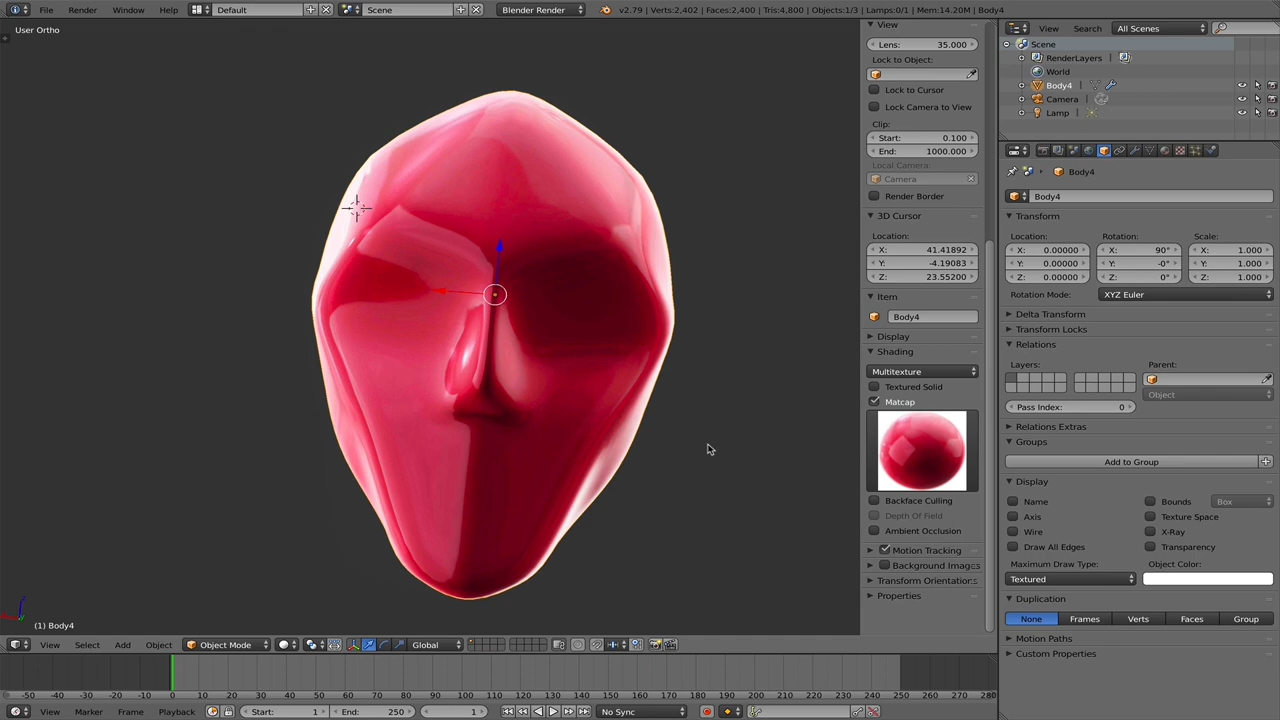 File Render Window Help Default Scene Blender Render v2.79 | Verts:2,402 | Faces:2,400 | Tris:4,800 | Objects:1/3 | Lamps:0/1 | Mem:14.20M | Body4
User Ortho
(1) Body4
View
Lens: 35.000
Lock to Object:
Lock to Cursor
Lock Camera to View
Clip:
Start: 0.100
End: 1000.000
Local Camera:
Camera
Render Border
3D Cursor
Location:
X: 41.41892
Y: -4.19083
Z: 23.55200
Item
Body4
Display
Shading
Multitexture
Textured Solid
Matcap
Backface Culling
Depth Of Field
Ambient Occlusion
Motion Tracking
Background Images
Transform Orientations
Properties
View Search All Scenes
Scene
RenderLayers
World
Body4
Camera
Lamp
Body4
Body4
Transform
Location: Rotation: Scale:
X: 0.00000 X: 90° X: 1.000
Y: 0.00000 Y: -0° Y: 1.000
Z: 0.00000 Z: 0° Z: 1.000
Rotation Mode: XYZ Euler
Delta Transform
Transform Locks
Relations
Layers: Parent:
Object
Pass Index: 0
Relations Extras
Groups
Add to Group
Display
Name Bounds Box
Axis Texture Space
Wire X-Ray
Draw All Edges Transparency
Maximum Draw Type: Object Color:
Textured
Duplication
None Frames Verts Faces Group
Motion Paths
Custom Properties
View Select Add Object Object Mode Global
-50 -40 -30 -20 -10 0 10 20 30 40 50 60 70 80 90 100 110 120 130 140 150 160 170 180 190 200 210 220 230 240 250 260 270 280
View Marker Frame Playback Start: 1 End: 250 1 No Sync